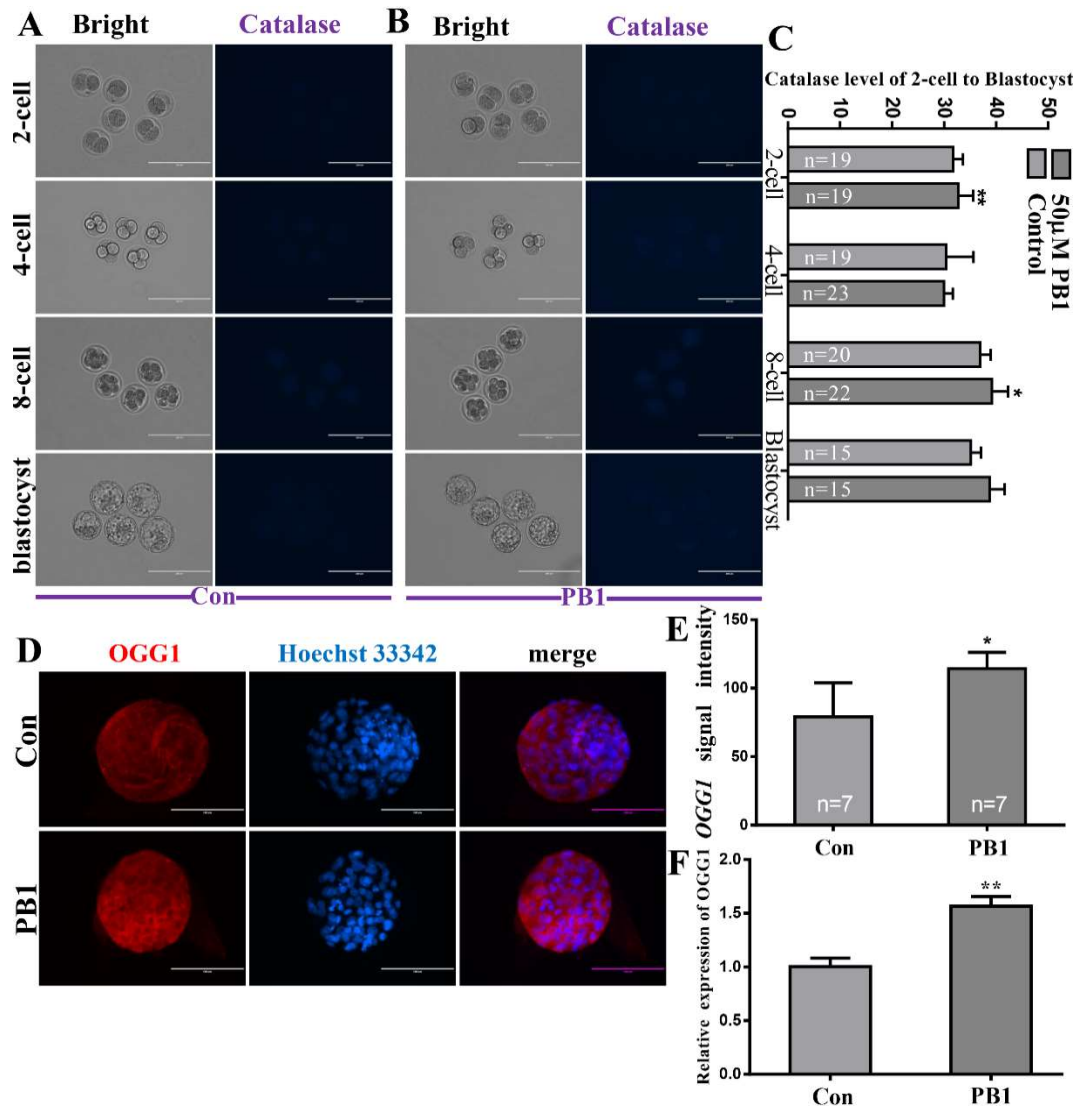 A
Bright
Catalase
B
Bright
Catalase
2-cell
4-cell
8-cell
blastocyst
Con
PB1
C
Catalase level of 2-cell to Blastocyst
0
10
20
30
40
50
Control
50μM PB1
2-cell
n=19
n=19
**
4-cell
n=19
n=23
8-cell
n=20
n=22
*
Blastocyst
n=15
n=15
D
OGG1
Hoechst 33342
merge
Con
PB1
E
OGG1 signal intensity
150
100
50
0
*
n=7
n=7
Con
PB1
F
Relative expression of OGG1
2.0
1.5
1.0
0.5
0.0
**
Con
PB1